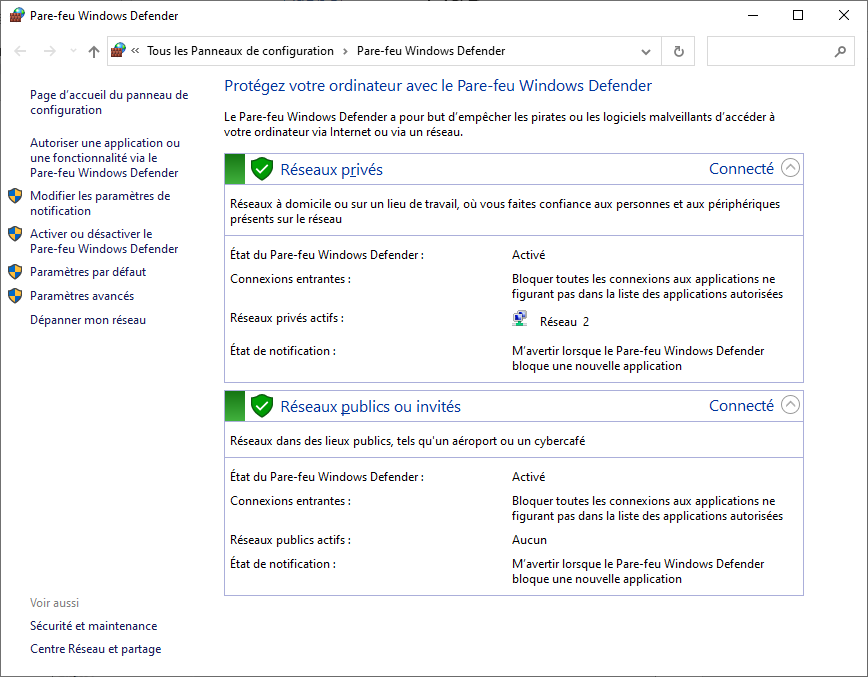 Pare-feu Windows Defender
« Tous les Panneaux de configuration › Pare-feu Windows Defender
Page d'accueil du panneau de
configuration
Autoriser une application ou
une fonctionnalité via le
Pare-feu Windows Defender
Modifier les paramètres de
notification
Activer ou désactiver le
Pare-feu Windows Defender
Paramètres par défaut
Paramètres avancés
Dépanner mon réseau
Voir aussi
Sécurité et maintenance
Centre Réseau et partage
Protégez votre ordinateur avec le Pare-feu Windows Defender
Le Pare-feu Windows Defender a pour but d'empêcher les pirates ou les logiciels malveillants d'accéder à
votre ordinateur via Internet ou via un réseau.
Réseaux privés Connecté
Réseaux à domicile ou sur un lieu de travail, où vous faites confiance aux personnes et aux périphériques
présents sur le réseau
État du Pare-feu Windows Defender : Activé
Connexions entrantes : Bloquer toutes les connexions aux applications ne
figurant pas dans la liste des applications autorisées
Réseaux privés actifs : Réseau 2
État de notification : M'avertir lorsque le Pare-feu Windows Defender
bloque une nouvelle application
Réseaux publics ou invités Connecté
Réseaux dans des lieux publics, tels qu'un aéroport ou un cybercafé
État du Pare-feu Windows Defender : Activé
Connexions entrantes : Bloquer toutes les connexions aux applications ne
figurant pas dans la liste des applications autorisées
Réseaux publics actifs : Aucun
État de notification : M'avertir lorsque le Pare-feu Windows Defender
bloque une nouvelle application